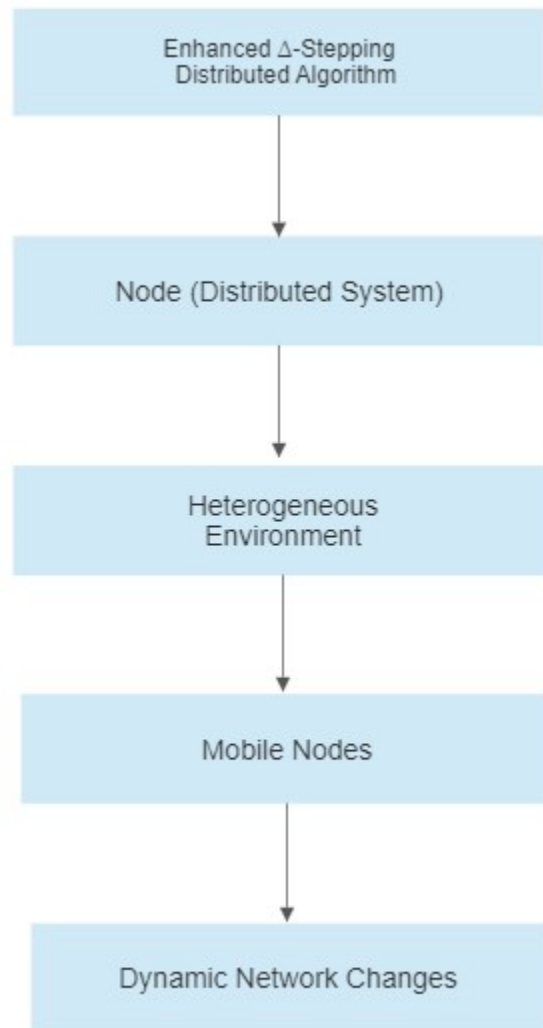 Enhanced Δ-Stepping
Distributed Algorithm
Node (Distributed System)
Heterogeneous
Environment
Mobile Nodes
Dynamic Network Changes